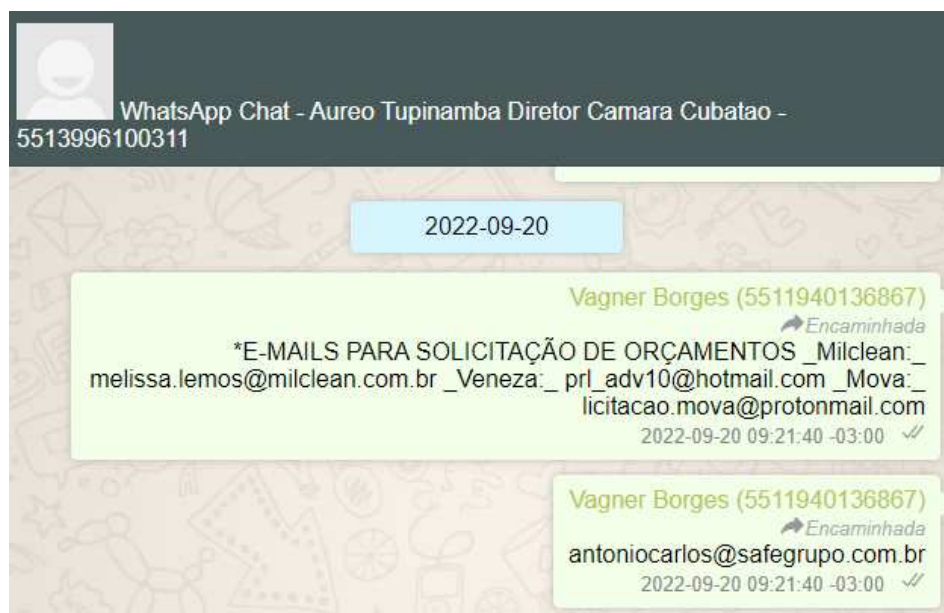 WhatsApp Chat - Aureo Tupinamba Diretor Camara Cubatao -
5513996100311
2022-09-20
Vagner Borges (5511940136867)
Encaminhada
*E-MAILS PARA SOLICITAÇÃO DE ORÇAMENTOS _Milclean:_
melissa.lemos@milclean.com.br _Veneza:_ prl_adv10@hotmail.com _Mova:_
licitacao.mova@protonmail.com
2022-09-20 09:21:40 -03:00
Vagner Borges (5511940136867)
Encaminhada
antoniocarlos@safegrupo.com.br
2022-09-20 09:21:40 -03:00